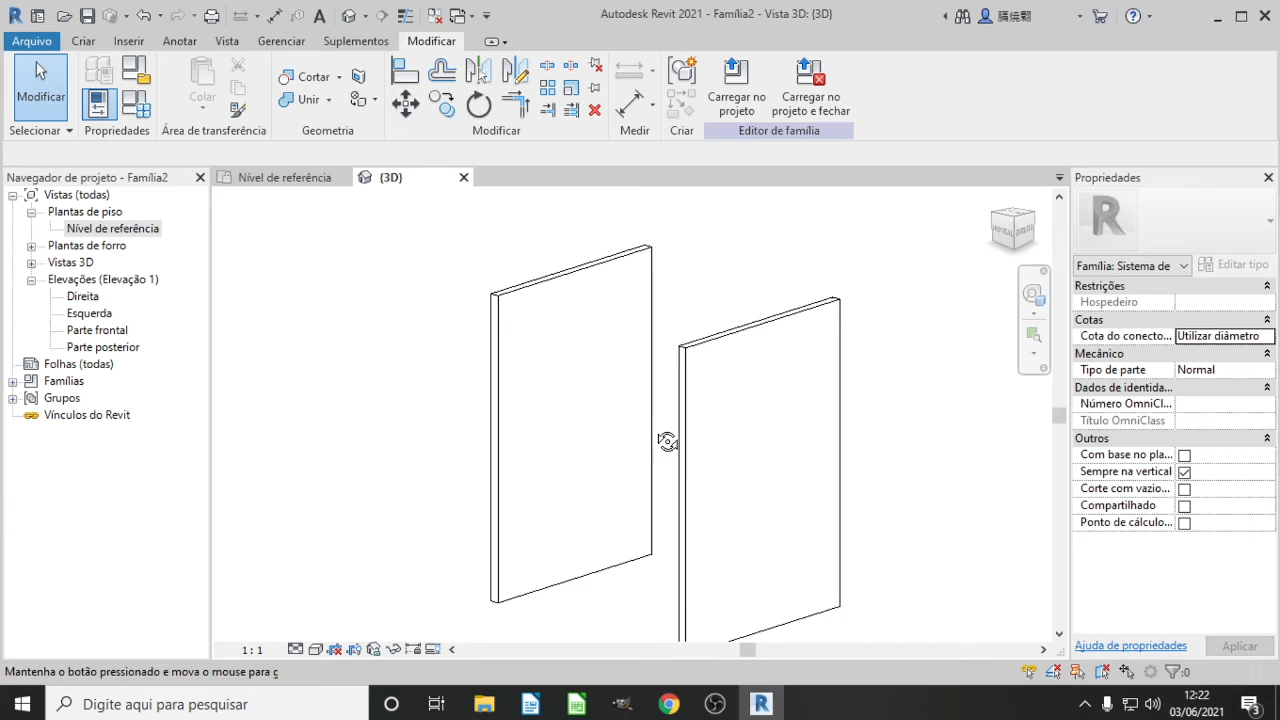 Autodesk Revit 2021 - Família2 - Vista 3D: {3D}
Arquivo Criar Inserir Anotar Vista Gerenciar Suplementos Modificar
Modificar
Colar
Cortar
Unir
Carregar no
projeto
Carregar no
projeto e fechar
Selecionar Propriedades Área de transferência Geometria Modificar Medir Criar Editor de família
Navegador de projeto - Família2
Vistas (todas)
Plantas de piso
Nível de referência
Plantas de forro
Vistas 3D
Elevações (Elevação 1)
Direita
Esquerda
Parte frontal
Parte posterior
Folhas (todas)
Famílias
Grupos
Vínculos do Revit
Nível de referência
{3D}
1 : 1
Propriedades
Família: Sistema de
Editar tipo
Restrições
Hospedeiro
Cotas
Cota do conecto... Utilizar diâmetro
Mecânico
Tipo de parte Normal
Dados de identida...
Número OmniCl...
Título OmniClass
Outros
Com base no pla...
Sempre na vertical
Corte com vazio...
Compartilhado
Ponto de cálculo...
Ajuda de propriedades
Aplicar
Mantenha o botão pressionado e mova o mouse para g
:0
Digite aqui para pesquisar
12:22
03/06/2021
3